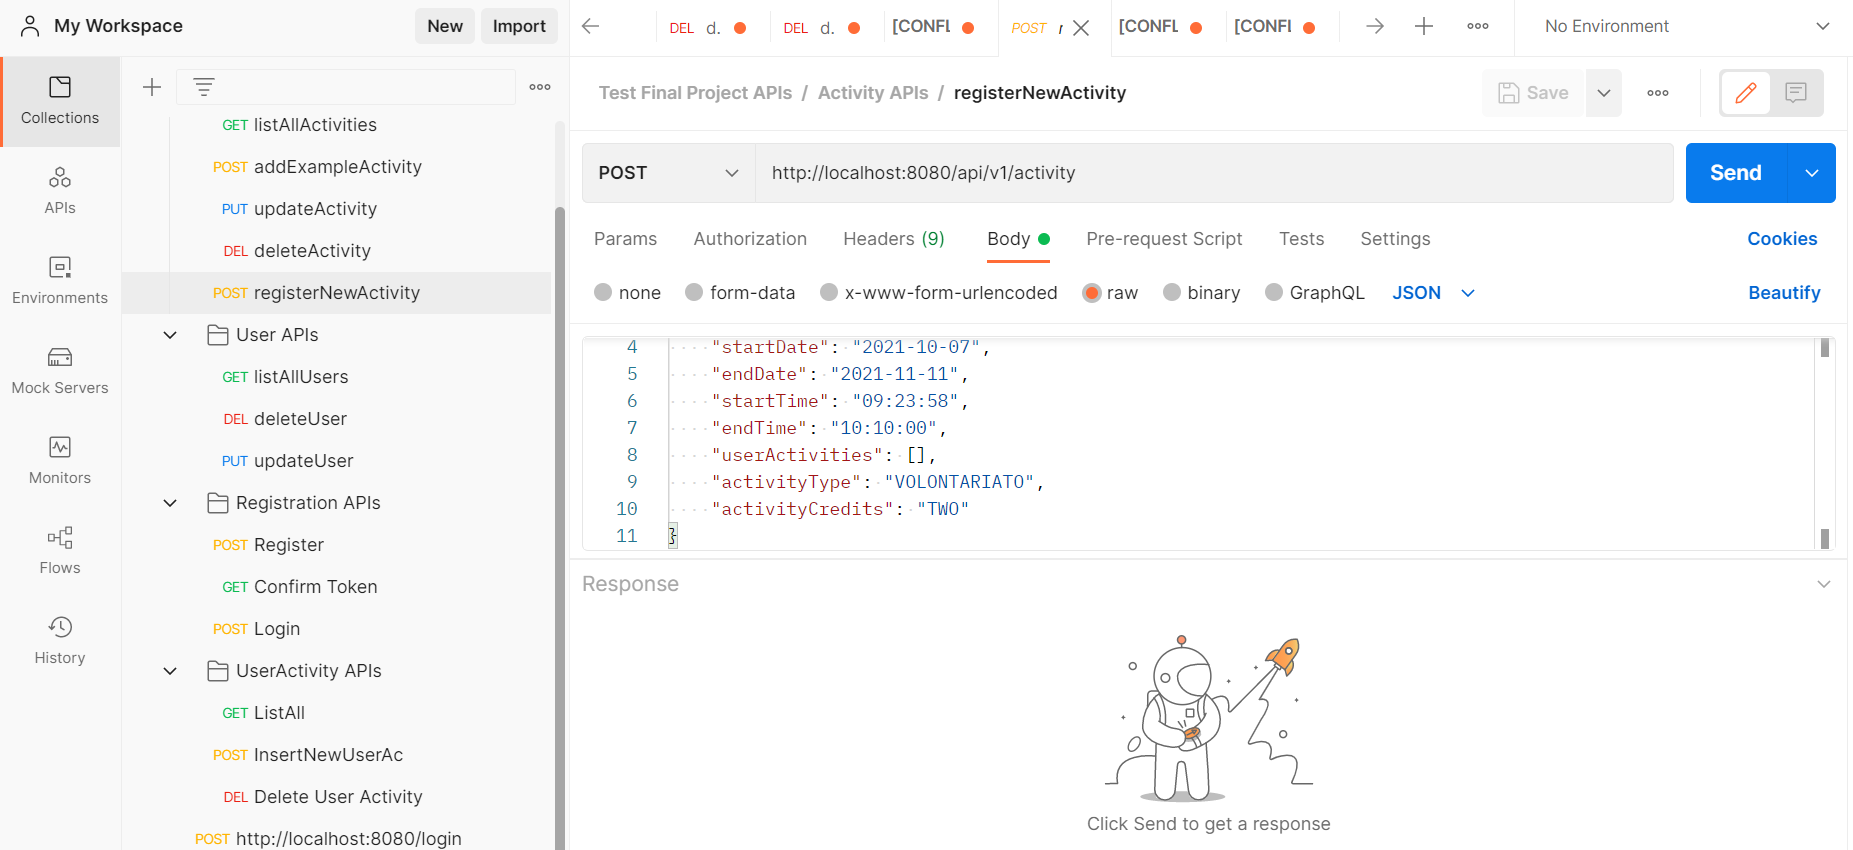 My Workspace
New
Import
DEL d.
DEL d.
[CONFL
POST r
[CONFL
[CONFL
No Environment
Collections
APIs
Environments
Mock Servers
Monitors
Flows
History
GET listAllActivities
POST addExampleActivity
PUT updateActivity
DEL deleteActivity
POST registerNewActivity
User APIs
GET listAllUsers
DEL deleteUser
PUT updateUser
Registration APIs
POST Register
GET Confirm Token
POST Login
UserActivity APIs
GET ListAll
POST InsertNewUserAc
DEL Delete User Activity
POST http://localhost:8080/login
Test Final Project APIs / Activity APIs / registerNewActivity
Save
POST
http://localhost:8080/api/v1/activity
Send
Params Authorization Headers (9) Body Pre-request Script Tests Settings Cookies
none form-data x-www-form-urlencoded raw binary GraphQL JSON Beautify
4 "startDate": "2021-10-07",
5 "endDate": "2021-11-11",
6 "startTime": "09:23:58",
7 "endTime": "10:10:00",
8 "userActivities": [],
9 "activityType": "VOLONTARIATO",
10 "activityCredits": "TWO"
11 }
Response
Click Send to get a response